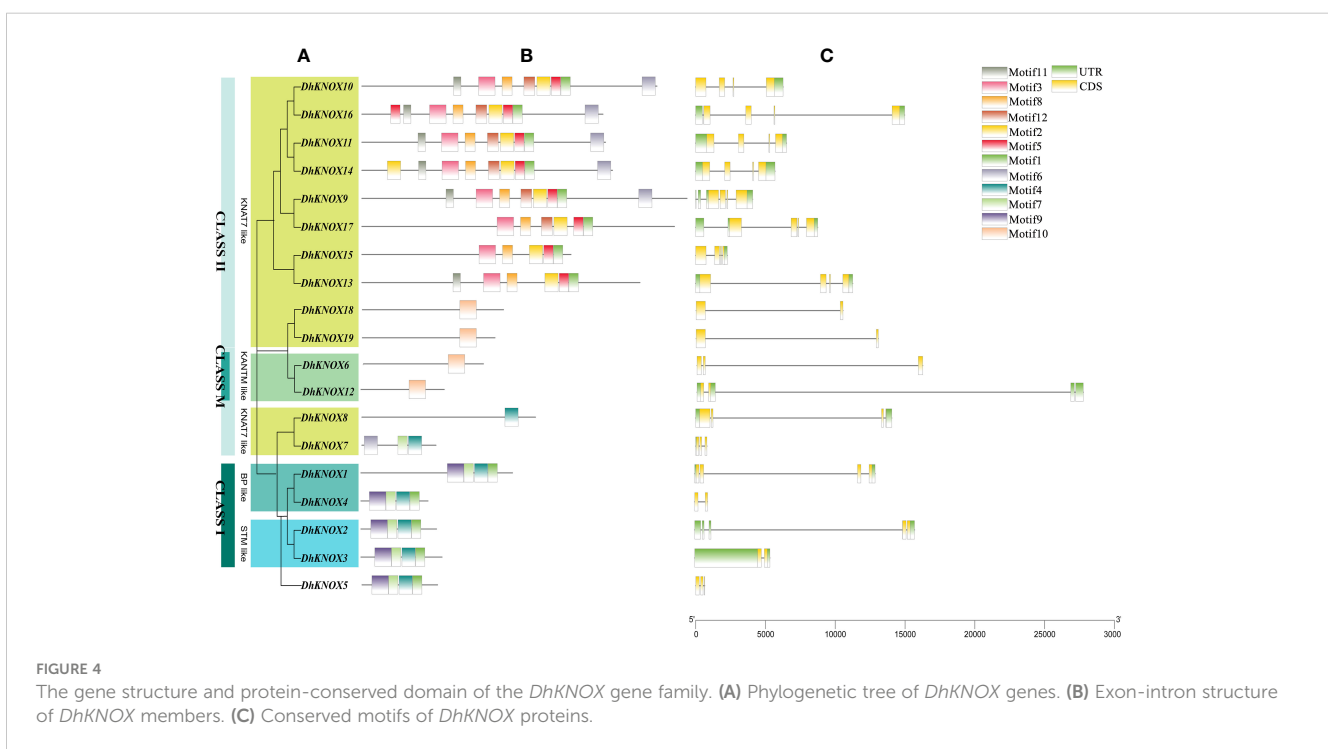 A B C
CLASS II
CLASS M
CLASS I
KNAT7 like
KANTM like
KNAT7 like
BP like
STM like
DhKNOX10
DhKNOX16
DhKNOX11
DhKNOX14
DhKNOX9
DhKNOX17
DhKNOX15
DhKNOX13
DhKNOX18
DhKNOX19
DhKNOX6
DhKNOX12
DhKNOX8
DhKNOX7
DhKNOX1
DhKNOX4
DhKNOX2
DhKNOX3
DhKNOX5
Motif11
Motif3
Motif8
Motif12
Motif2
Motif5
Motif1
Motif6
Motif4
Motif7
Motif9
Motif10
UTR
CDS
5' 3'
0 5000 10000 15000 20000 25000 3000
FIGURE 4
The gene structure and protein-conserved domain of the DhKNOX gene family. (A) Phylogenetic tree of DhKNOX genes. (B) Exon-intron structure
of DhKNOX members. (C) Conserved motifs of DhKNOX proteins.